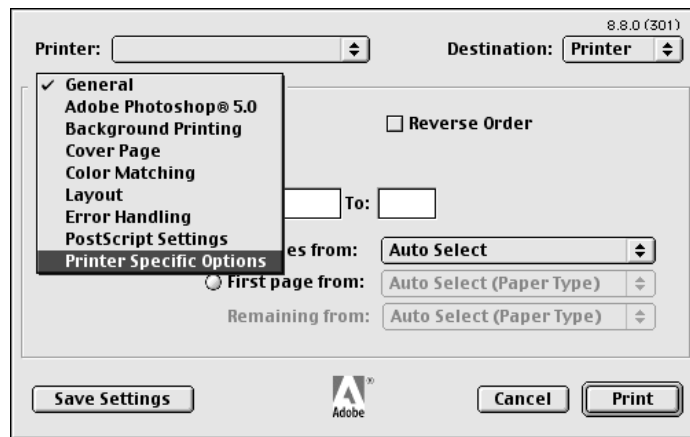 8.8.0 (301)
Printer: Destination: Printer
✓ General
Adobe Photoshop® 5.0
Background Printing
Cover Page
Color Matching
Layout
Error Handling
PostScript Settings
Printer Specific Options
Reverse Order
To:
es from: Auto Select
First page from: Auto Select (Paper Type)
Remaining from: Auto Select (Paper Type)
Save Settings
Adobe ®
Cancel Print